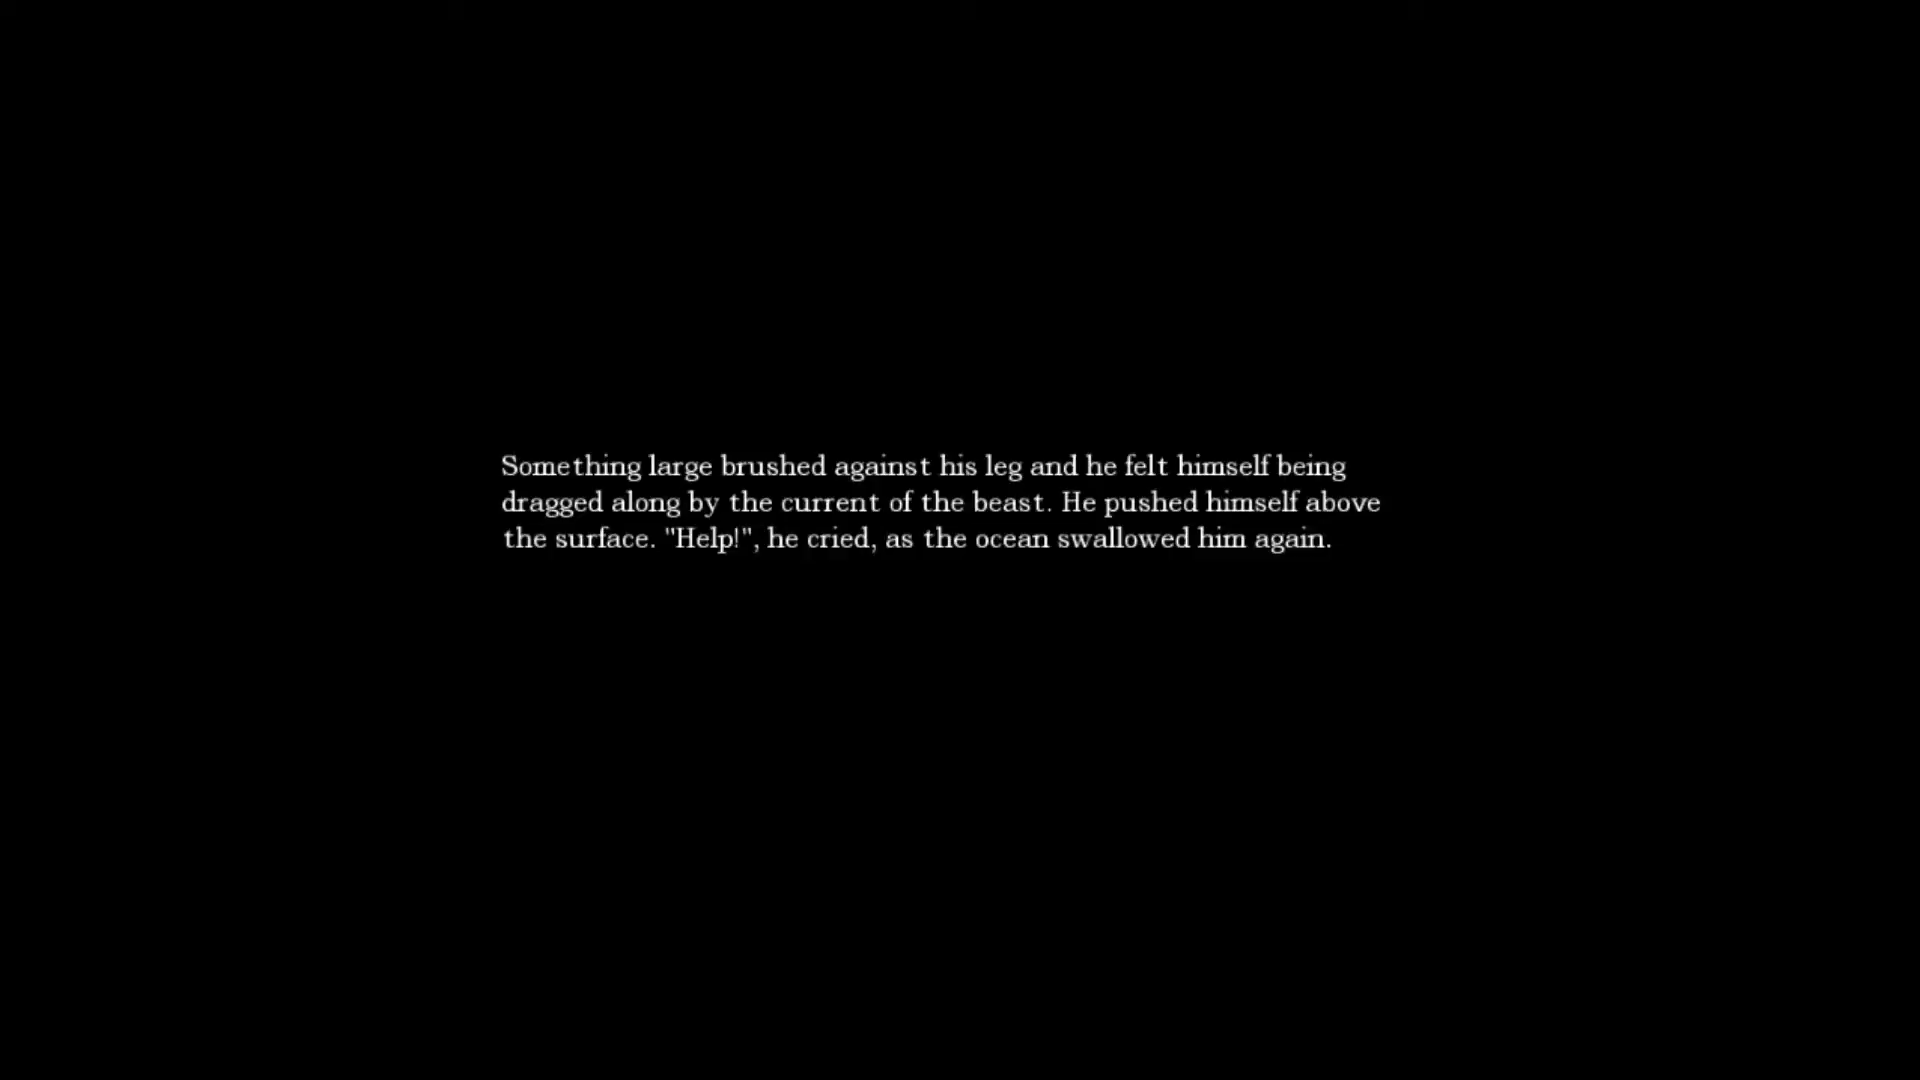 Something large brushed against his leg and he felt himself being
dragged along by the current of the beast. He pushed himself above
the surface. "Help!", he cried, as the ocean swallowed him again.